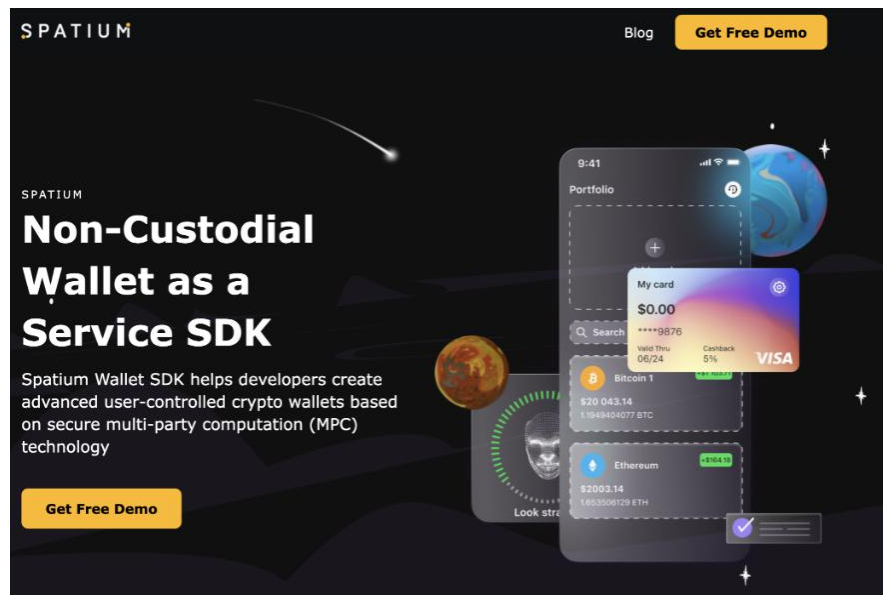 SPATIUM
Blog
Get Free Demo
SPATIUM
Non-Custodial
Wallet as a
Service SDK
Spatium Wallet SDK helps developers create
advanced user-controlled crypto wallets based
on secure multi-party computation (MPC)
technology
Get Free Demo
9:41
Portfolio
My card
$0.00
****9876
Valid Thru
Cashback
06/24
5%
VISA
Search
Bitcoin 1
$20 043.14
1.1949404077 BTC
Ethereum
+$164.18
$2003.14
1.653506129 ETH
Look stra